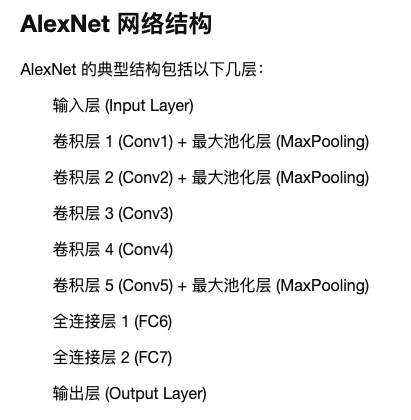 AlexNet 网络结构
AlexNet 的典型结构包括以下几层：
输入层 (Input Layer)
卷积层 1 (Conv1) + 最大池化层 (MaxPooling)
卷积层 2 (Conv2) + 最大池化层 (MaxPooling)
卷积层 3 (Conv3)
卷积层 4 (Conv4)
卷积层 5 (Conv5) + 最大池化层 (MaxPooling)
全连接层 1 (FC6)
全连接层 2 (FC7)
输出层 (Output Layer)